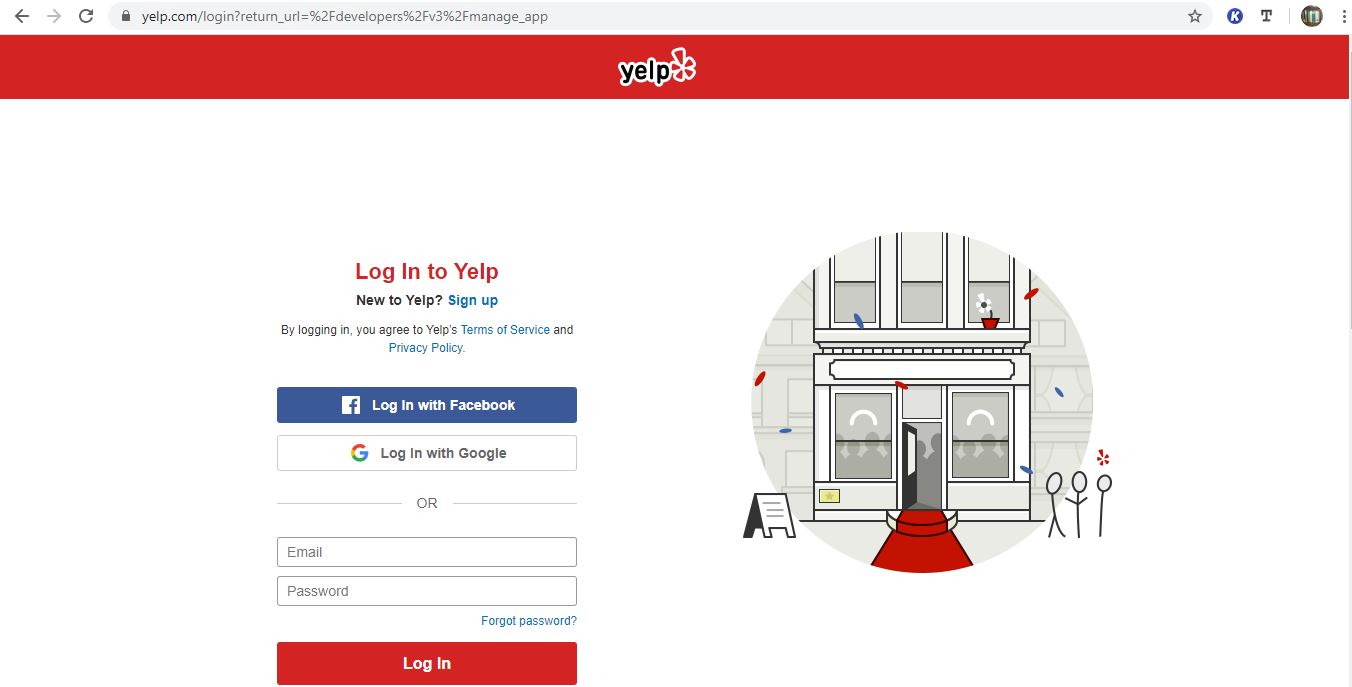 yelp.com/login?return_url=%2Fdevelopers%2Fv3%2Fmanage_app
K T
yelp
Log In to Yelp
New to Yelp? Sign up
By logging in, you agree to Yelp's Terms of Service and
Privacy Policy.
f Log In with Facebook
G Log In with Google
OR
Email
Password
Forgot password?
Log In